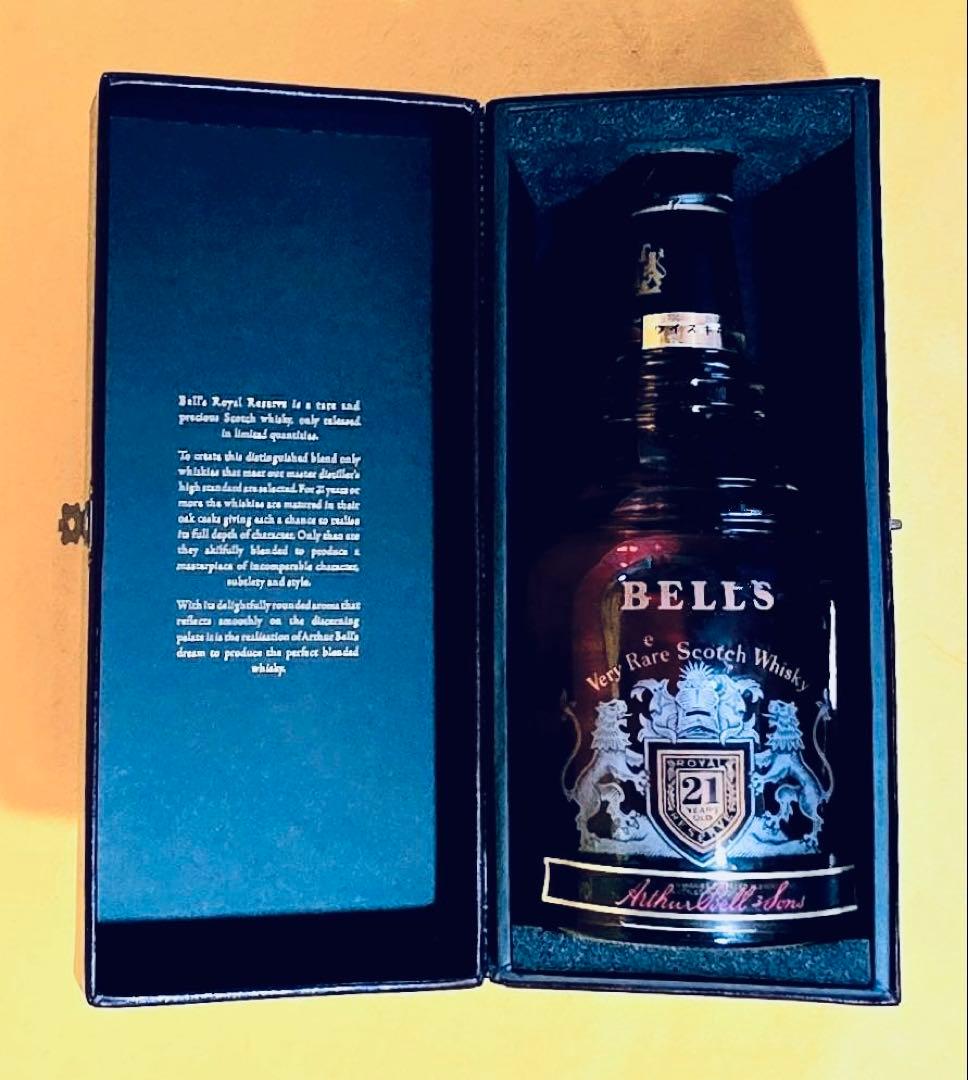 Bell's Royal Reserve is a rare and
precious Scotch whisky, only released
in limited quantities.
To create this distinguished blend only
whiskies that meet our master distiller's
high standard are selected. For 21 years or
more the whiskies are matured in their
oak casks giving each a chance to realise
its full depth of character. Only then are
they skilfully blended to produce a
masterpiece of incomparable character,
subtlety and style.
With its delightfully rounded aroma that
reflects smoothly on the discerning
palate it is the realisation of Arthur Bell's
dream to produce the perfect blended
whisky.
ウイスキー
BELL'S
e
Very Rare Scotch Whisky
ROYAL
21
YEARS
OLD
RESERVE
Arthur Bell & Sons